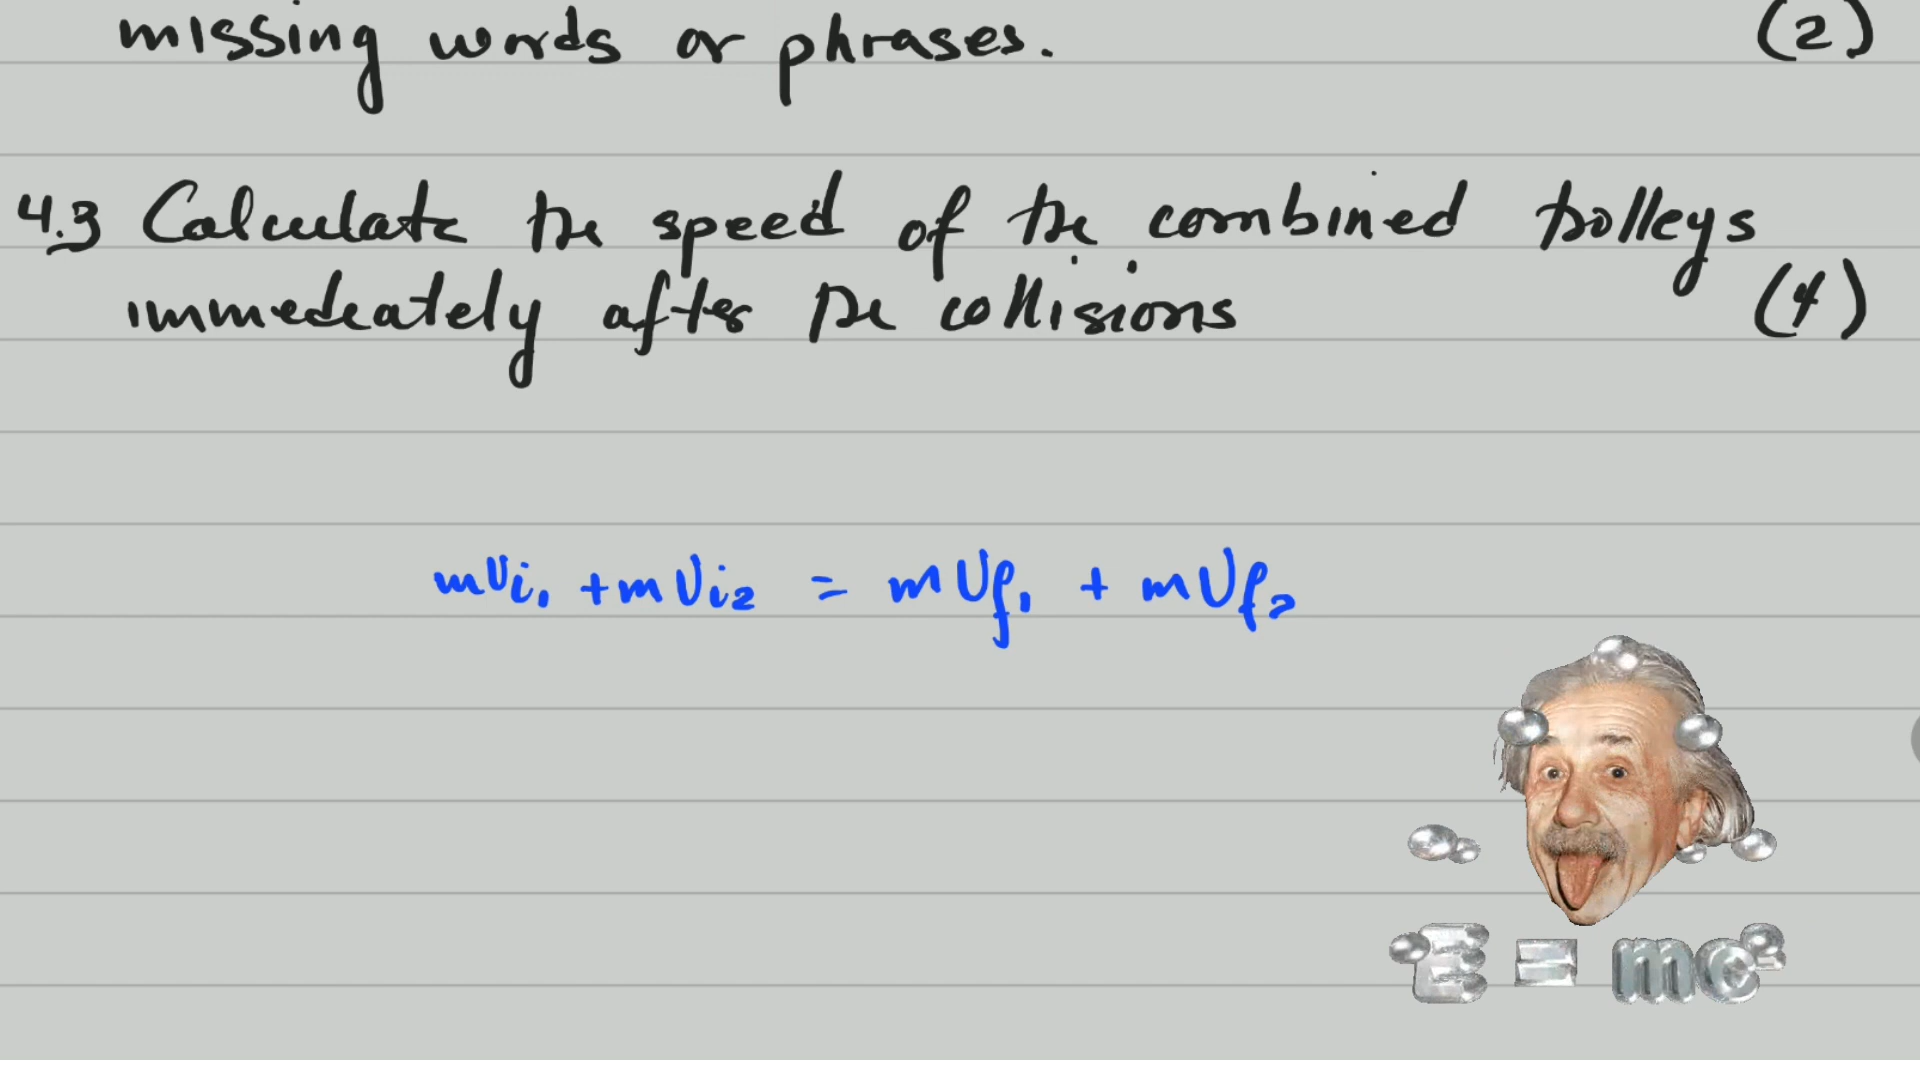 missing words or phrases. (2)
4.3 Calculate the speed of the combined trolleys
immedeately after the collisions (4)
mvi₁ + mvi₂ = mvf₁ + mvf₂
E = mc²